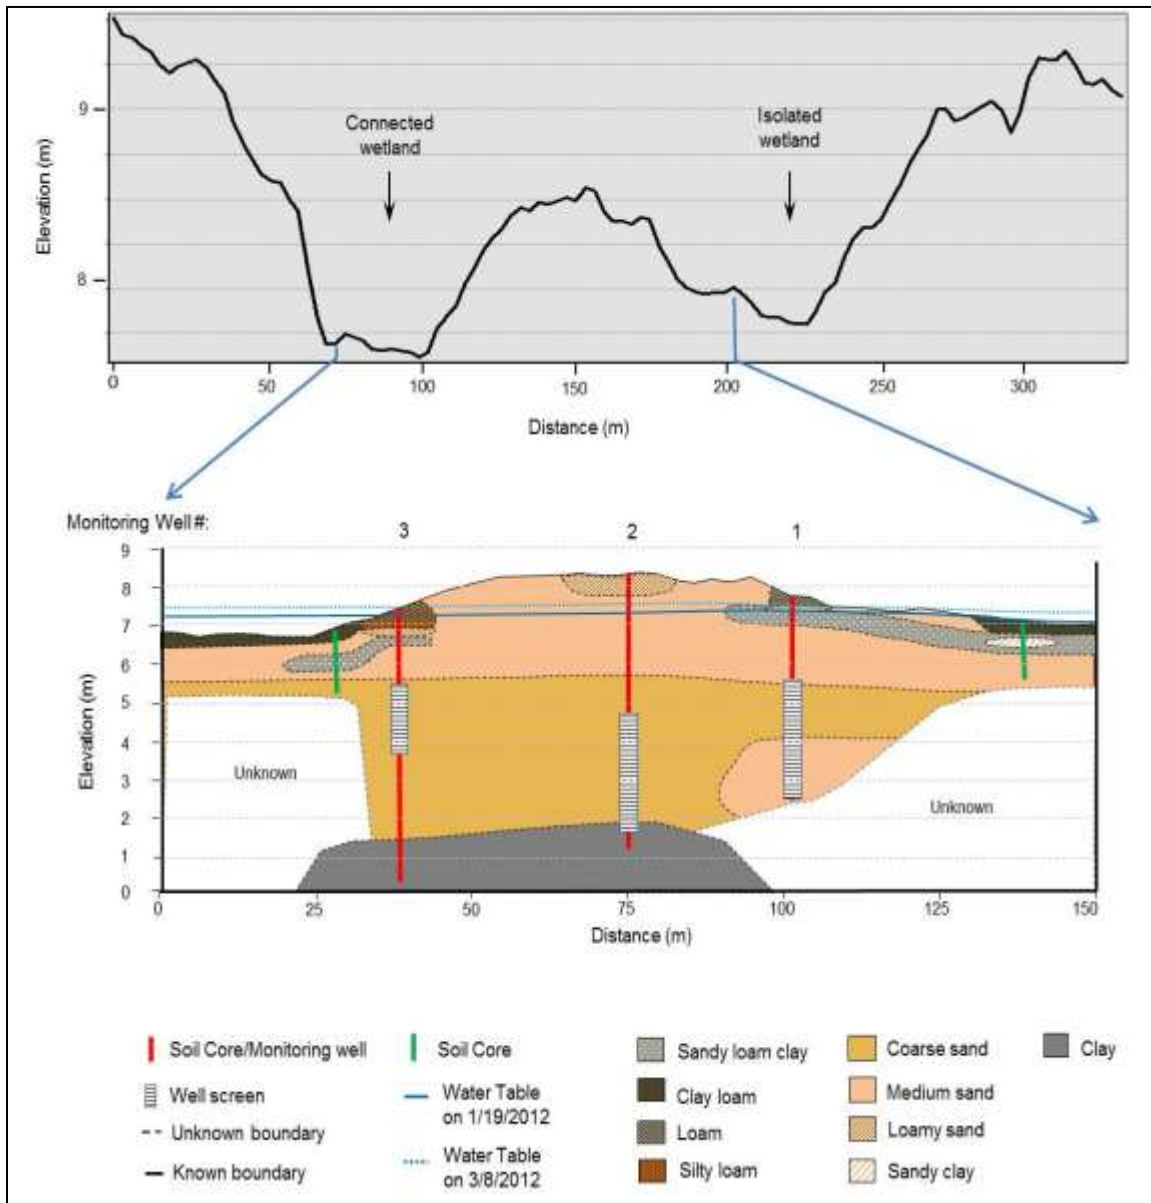 9
8
Elevation (m)
Connected
wetland
Isolated
wetland
0
50
100
150
200
250
300
Distance (m)
Monitoring Well #:
3
2
1
9
8
7
6
5
4
3
2
1
0
Elevation (m)
Unknown
Unknown
0
25
50
75
100
125
150
Distance (m)
Soil Core/Monitoring well
Soil Core
Sandy loam clay
Coarse sand
Clay
Well screen
Water Table
on 1/19/2012
Clay loam
Medium sand
Unknown boundary
Loam
Loamy sand
Known boundary
Water Table
on 3/8/2012
Silty loam
Sandy clay